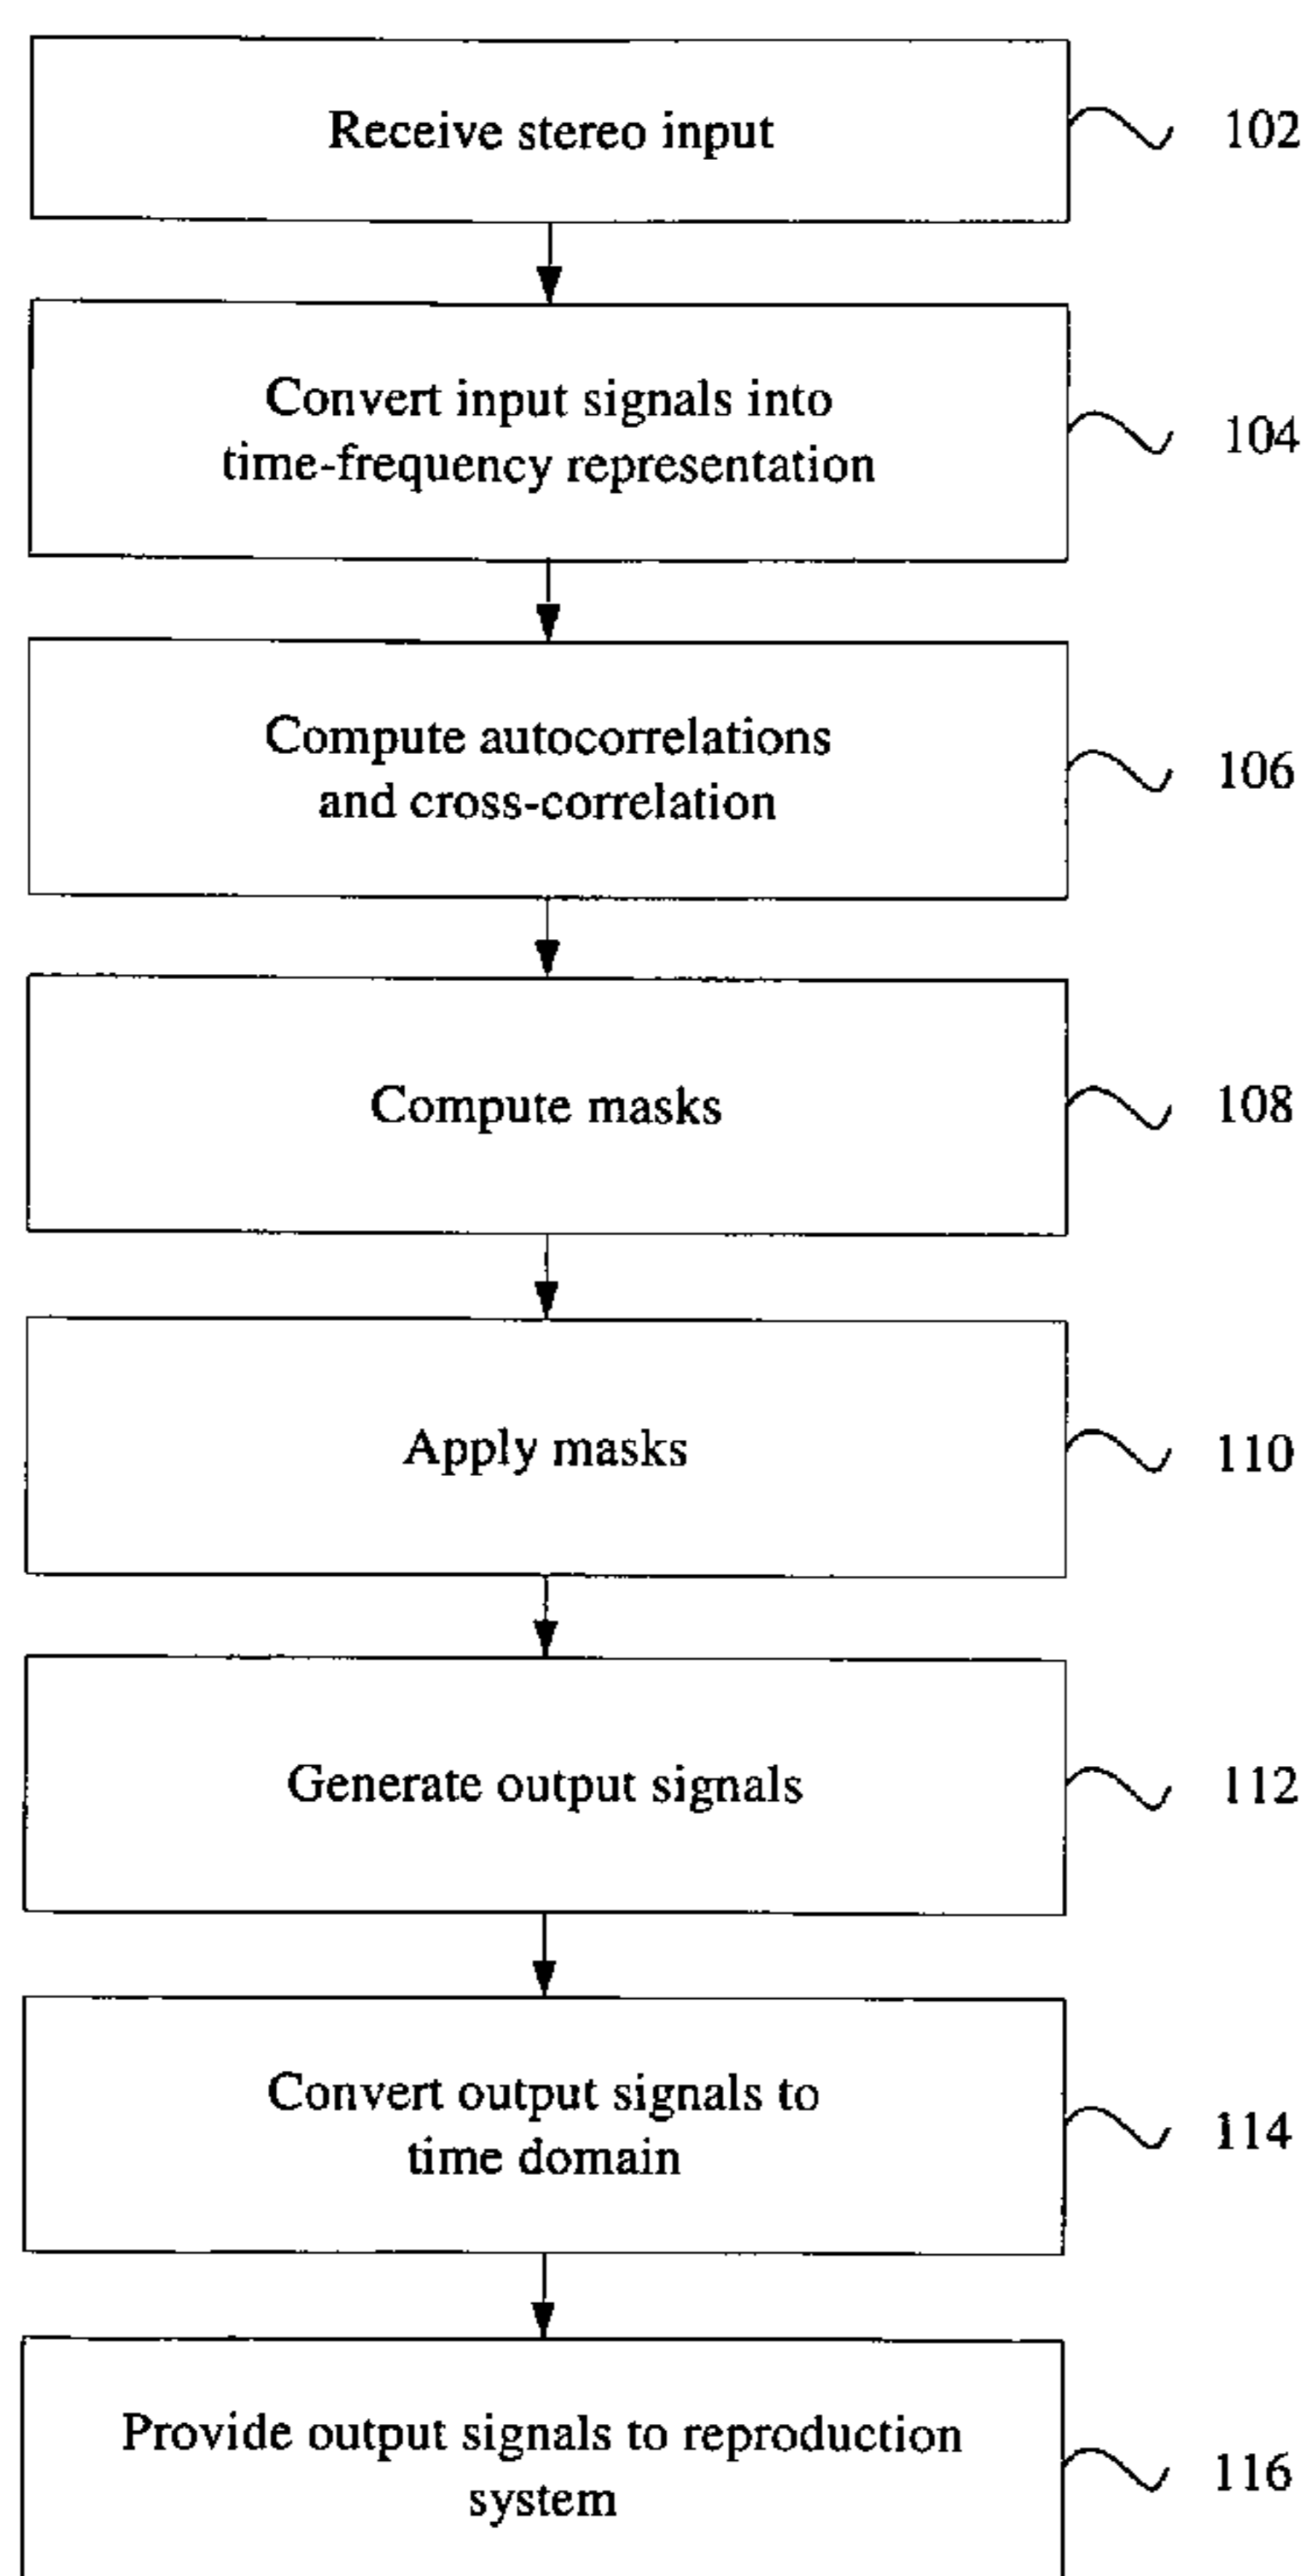 Receive stereo input
102
Convert input signals into
time-frequency representation
104
Compute autocorrelations
and cross-correlation
106
Compute masks
108
Apply masks
110
Generate output signals
112
Convert output signals to
time domain
114
Provide output signals to reproduction
system
116